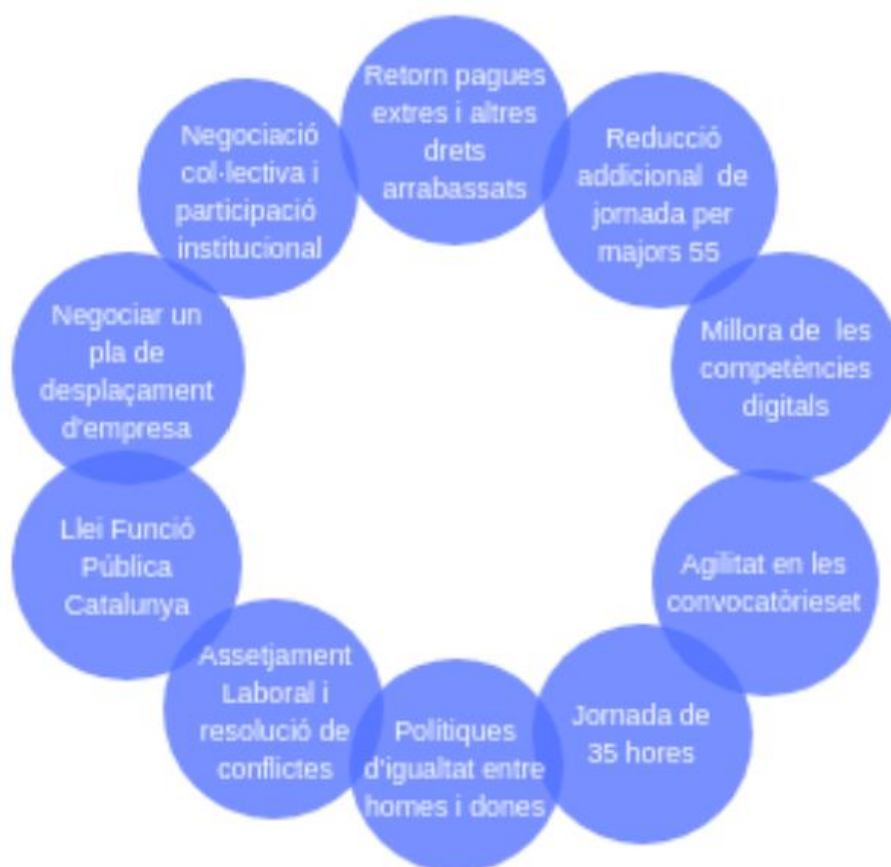 Retorn pagues
extres i altres
drets
arrabassats
Reducció
addicional de
jornada per
majors 55
Millora de les
competències
digitals
Agilitat en les
convocatòrieset
Jornada de
35 hores
Polítiques
d'igualtat entre
homes i dones
Assetjament
Laboral i
resolució de
conflictes
Llei Funció
Pública
Catalunya
Negociar un
pla de
desplaçament
d'empresa
Negociació
col·lectiva i
participació
institucional